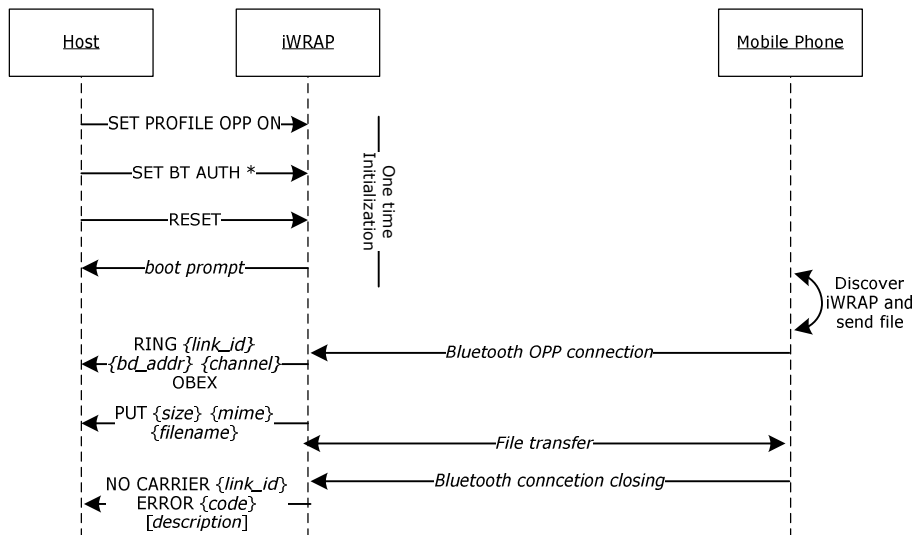 Host
iWRAP
Mobile Phone
SET PROFILE OPP ON
SET BT AUTH *
RESET
boot prompt
One time
Initialization
Discover
iWRAP and
send file
RING {link_id}
{bd_addr} {channel}
OBEX
Bluetooth OPP connection
PUT {size} {mime}
{filename}
File transfer
NO CARRIER {link_id}
ERROR {code}
[description]
Bluetooth conncetion closing